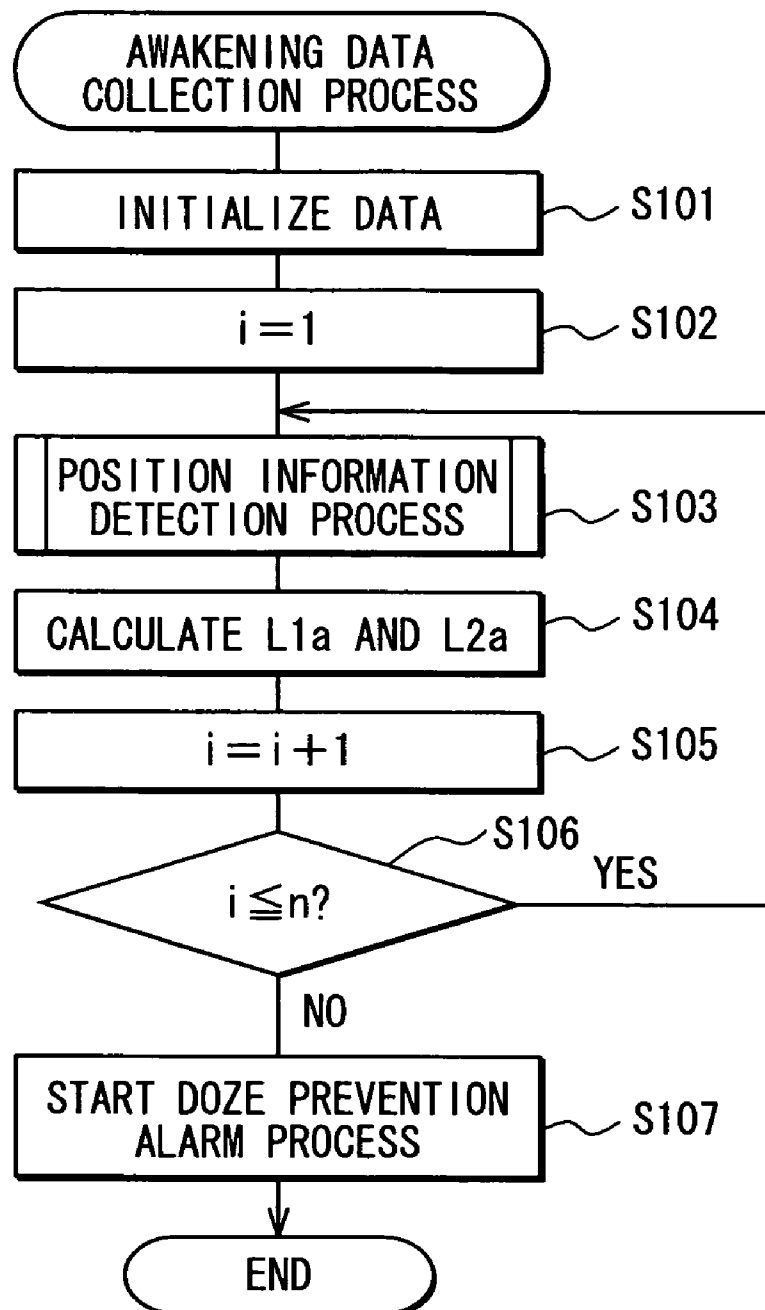 AWAKENING DATA
COLLECTION PROCESS
INITIALIZE DATA
S101
i=1
S102
POSITION INFORMATION
DETECTION PROCESS
S103
CALCULATE L1a AND L2a
S104
i=i+1
S105
S106
i≦n?
YES
NO
START DOZE PREVENTION
ALARM PROCESS
S107
END